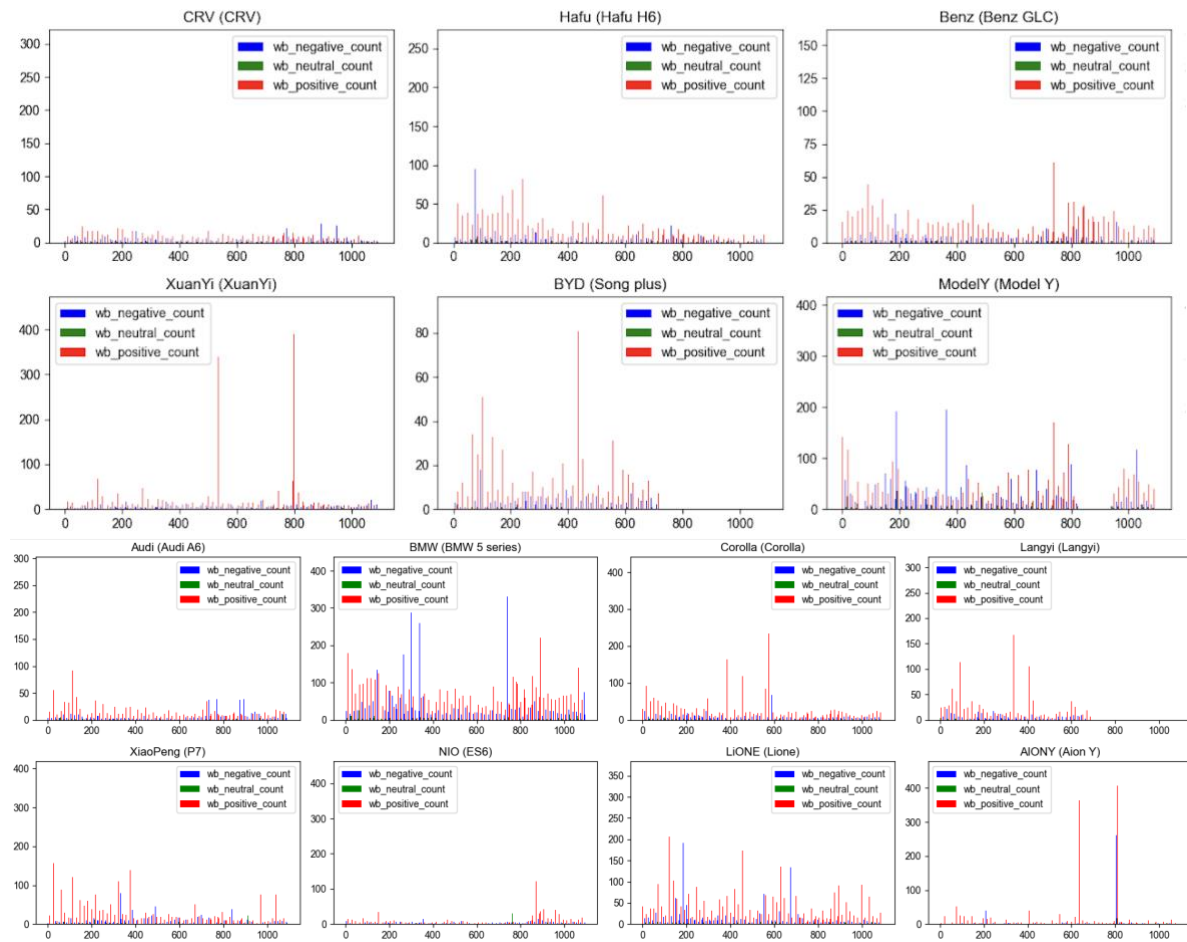 CRV (CRV)
300
250
200
150
100
50
0
wb_negative_count
wb_neutral_count
wb_positive_count
0 200 400 600 800 1000
Hafu (Hafu H6)
250
200
150
100
50
0
wb_negative_count
wb_neutral_count
wb_positive_count
0 200 400 600 800 1000
Benz (Benz GLC)
150
125
100
75
50
25
0
wb_negative_count
wb_neutral_count
wb_positive_count
0 200 400 600 800 1000
XuanYi (XuanYi)
400
300
200
100
0
wb_negative_count
wb_neutral_count
wb_positive_count
0 200 400 600 800 1000
BYD (Song plus)
80
60
40
20
0
wb_negative_count
wb_neutral_count
wb_positive_count
0 200 400 600 800 1000
ModelY (Model Y)
400
300
200
100
0
wb_negative_count
wb_neutral_count
wb_positive_count
0 200 400 600 800 1000
Audi (Audi A6)
300
250
200
150
100
50
0
wb_negative_count
wb_neutral_count
wb_positive_count
0 200 400 600 800 1000
BMW (BMW 5 series)
400
300
200
100
0
wb_negative_count
wb_neutral_count
wb_positive_count
0 200 400 600 800 1000
Corolla (Corolla)
400
300
200
100
0
wb_negative_count
wb_neutral_count
wb_positive_count
0 200 400 600 800 1000
Langyi (Langyi)
300
250
200
150
100
50
0
wb_negative_count
wb_neutral_count
wb_positive_count
0 200 400 600 800 1000
XiaoPeng (P7)
400
300
200
100
0
wb_negative_count
wb_neutral_count
wb_positive_count
0 200 400 600 800 1000
NIO (ES6)
400
300
200
100
0
wb_negative_count
wb_neutral_count
wb_positive_count
0 200 400 600 800 1000
LiONE (Lione)
350
300
250
200
150
100
50
0
wb_negative_count
wb_neutral_count
wb_positive_count
0 200 400 600 800 1000
AIONY (Aion Y)
400
300
200
100
0
wb_negative_count
wb_neutral_count
wb_positive_count
0 200 400 600 800 1000